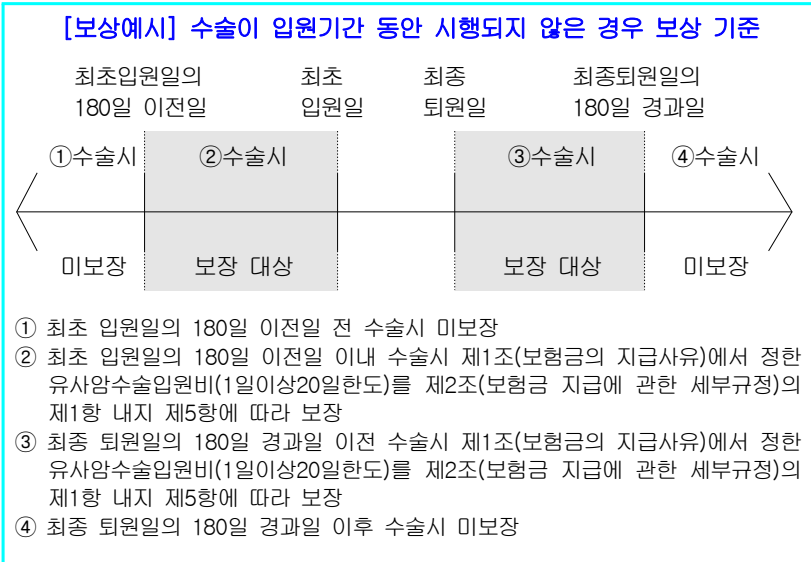 [보상예시] 수술이 입원기간 동안 시행되지 않은 경우 보상 기준
최초입원일의 최초 최종 최종퇴원일의
180일 이전일 입원일 퇴원일 180일 경과일
①수술시 ②수술시 ③수술시 ④수술시
미보장 보장 대상 보장 대상 미보장
① 최초 입원일의 180일 이전일 전 수술시 미보장
② 최초 입원일의 180일 이전일 이내 수술시 제1조(보험금의 지급사유)에서 정한
유사암수술입원비(1일이상20일한도)를 제2조(보험금 지급에 관한 세부규정)의
제1항 내지 제5항에 따라 보장
③ 최종 퇴원일의 180일 경과일 이전 수술시 제1조(보험금의 지급사유)에서 정한
유사암수술입원비(1일이상20일한도)를 제2조(보험금 지급에 관한 세부규정)의
제1항 내지 제5항에 따라 보장
④ 최종 퇴원일의 180일 경과일 이후 수술시 미보장